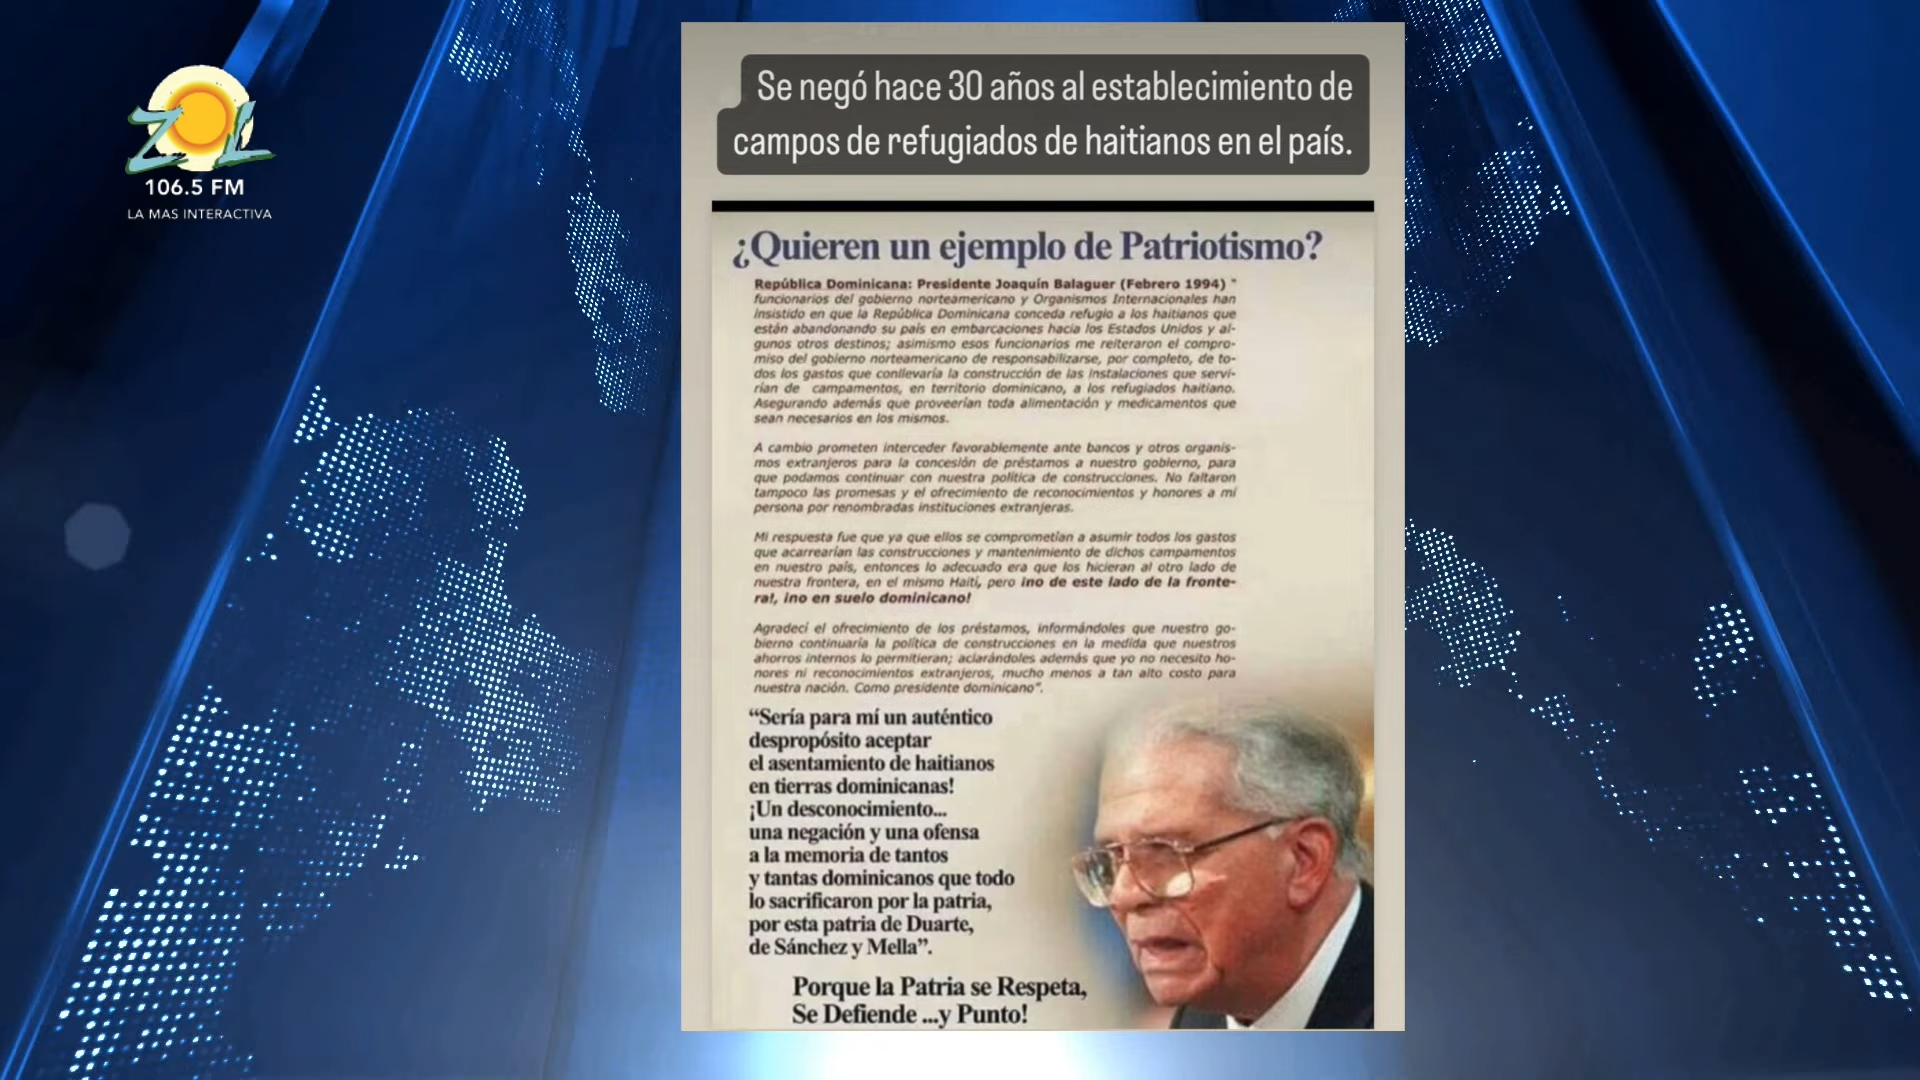 ZOL
106.5 FM
LA MAS INTERACTIVA
Se negó hace 30 años al establecimiento de
campos de refugiados de haitianos en el país.
¿Quieren un ejemplo de Patriotismo?
República Dominicana: Presidente Joaquín Balaguer (Febrero 1994) "
funcionarios del gobierno norteamericano y Organismos Internacionales han
insistido en que la República Dominicana conceda refugio a los haitianos que
están abandonando su país en embarcaciones hacia los Estados Unidos y al-
gunos otros destinos; asimismo esos funcionarios me reiteraron el compro-
miso del gobierno norteamericano de responsabilizarse, por completo, de to-
dos los gastos que conllevaría la construcción de las instalaciones que servi-
rían de campamentos, en territorio dominicano, a los refugiados haitiano.
Asegurando además que proveerían toda alimentación y medicamentos que
sean necesarios en los mismos.
A cambio prometen interceder favorablemente ante bancos y otros organis-
mos extranjeros para la concesión de préstamos a nuestro gobierno, para
que podamos continuar con nuestra política de construcciones. No faltaron
tampoco las promesas y el ofrecimiento de reconocimientos y honores a mi
persona por renombradas instituciones extranjeras.
Mi respuesta fue que ya que ellos se comprometían a asumir todos los gastos
que acarrearían las construcciones y mantenimiento de dichos campamentos
en nuestro país, entonces lo adecuado era que los hicieran al otro lado de
nuestra frontera, en el mismo Haití, pero ¡no de este lado de la fronte-
ra!, ¡no en suelo dominicano!
Agradecí el ofrecimiento de los préstamos, informándoles que nuestro go-
bierno continuaría la política de construcciones en la medida que nuestros
ahorros internos lo permitieran; aclarándoles además que yo no necesito ho-
nores ni reconocimientos extranjeros, mucho menos a tan alto costo para
nuestra nación. Como presidente dominicano".
“Sería para mí un auténtico
despropósito aceptar
el asentamiento de haitianos
en tierras dominicanas!
¡Un desconocimiento...
una negación y una ofensa
a la memoria de tantos
y tantas dominicanos que todo
lo sacrificaron por la patria,
por esta patria de Duarte,
de Sánchez y Mella”.
Porque la Patria se Respeta,
Se Defiende ...y Punto!